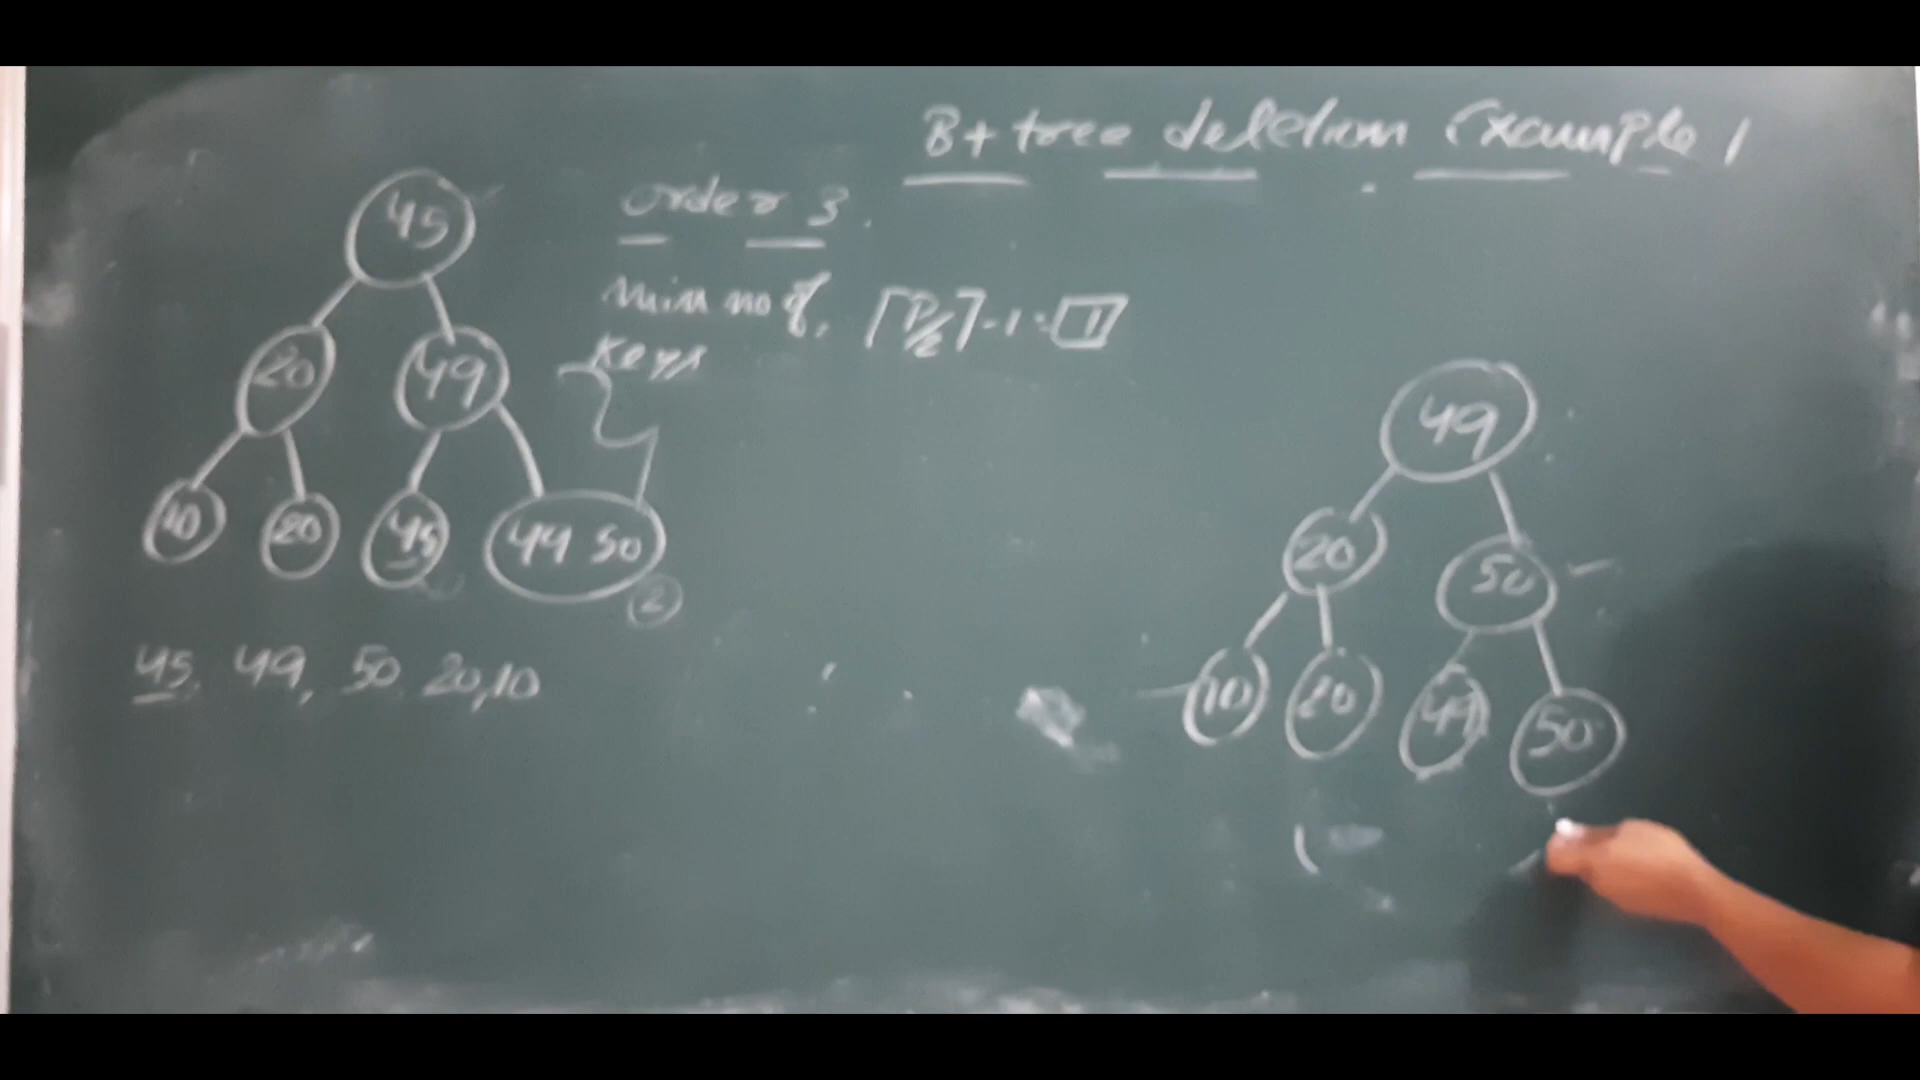 B+ tree deletion Example 1
order 3.
min no of, ⌈P/2⌉-1 = 1
Keys
45
20 49
10 20 45 49 50
2
45, 49, 50, 20, 10
49
20 50
10 20 49 50